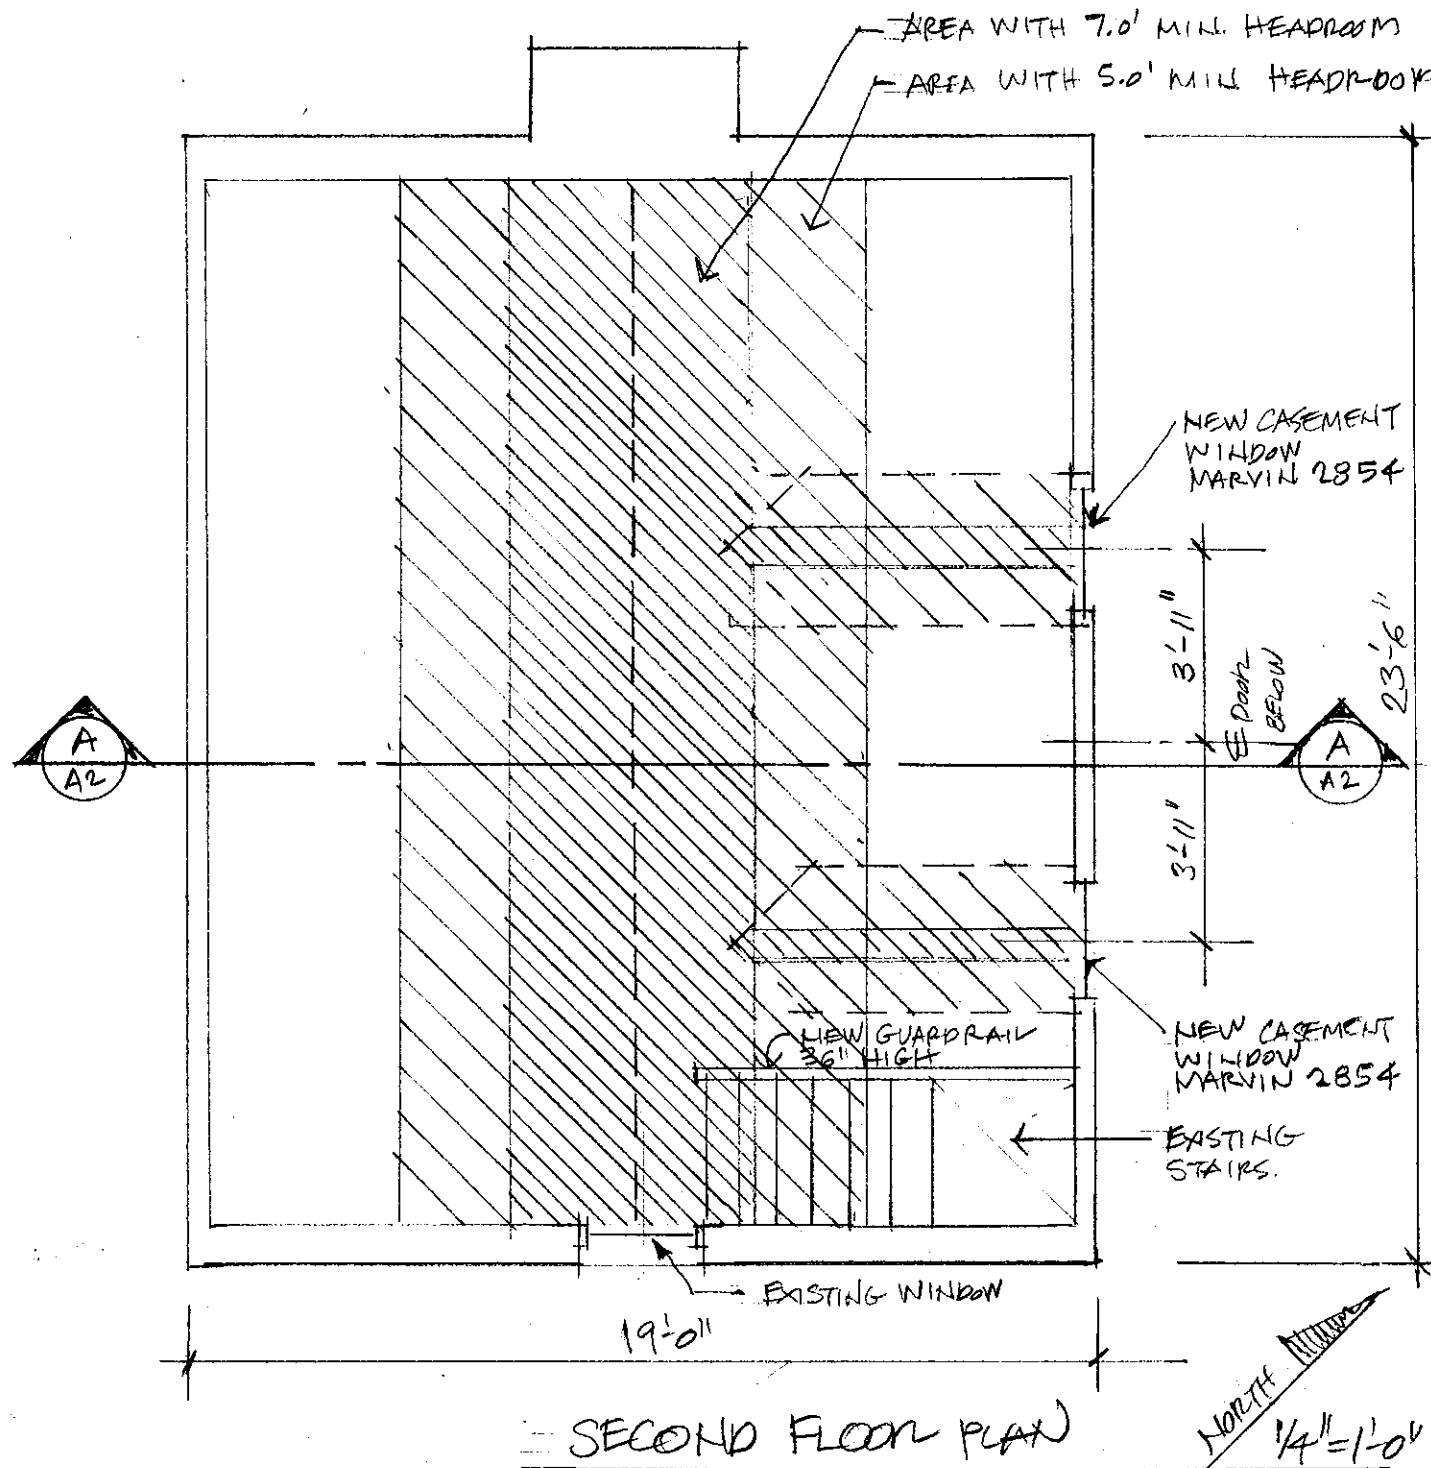 AREA WITH 7.0' MIN. HEADROOM
AREA WITH 5.0' MIN HEADROOM
NEW CASEMENT
WINDOW
MARVIN 2854
3'-11"
23'-6"
DOOR
BELOW
A
A2
A
A2
3'-11"
NEW GUARDRAIL
36" HIGH
NEW CASEMENT
WINDOW
MARVIN 2854
EXISTING
STAIRS.
EXISTING WINDOW
19'-0"
NORTH
SECOND FLOOR PLAN
1/4"=1'-0"